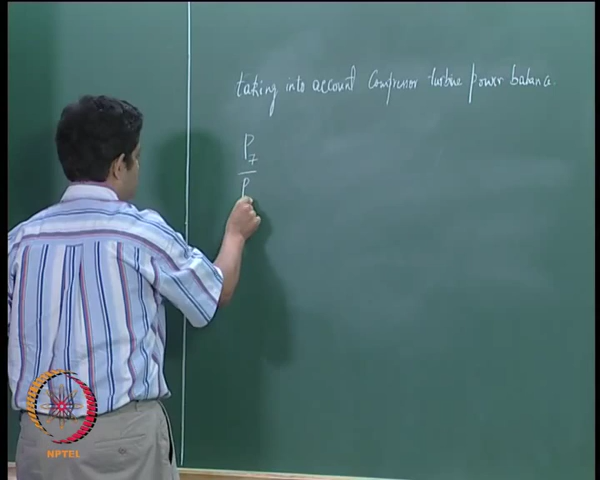 taking into account Compressor turbine power balance.
P7
P
NPTEL